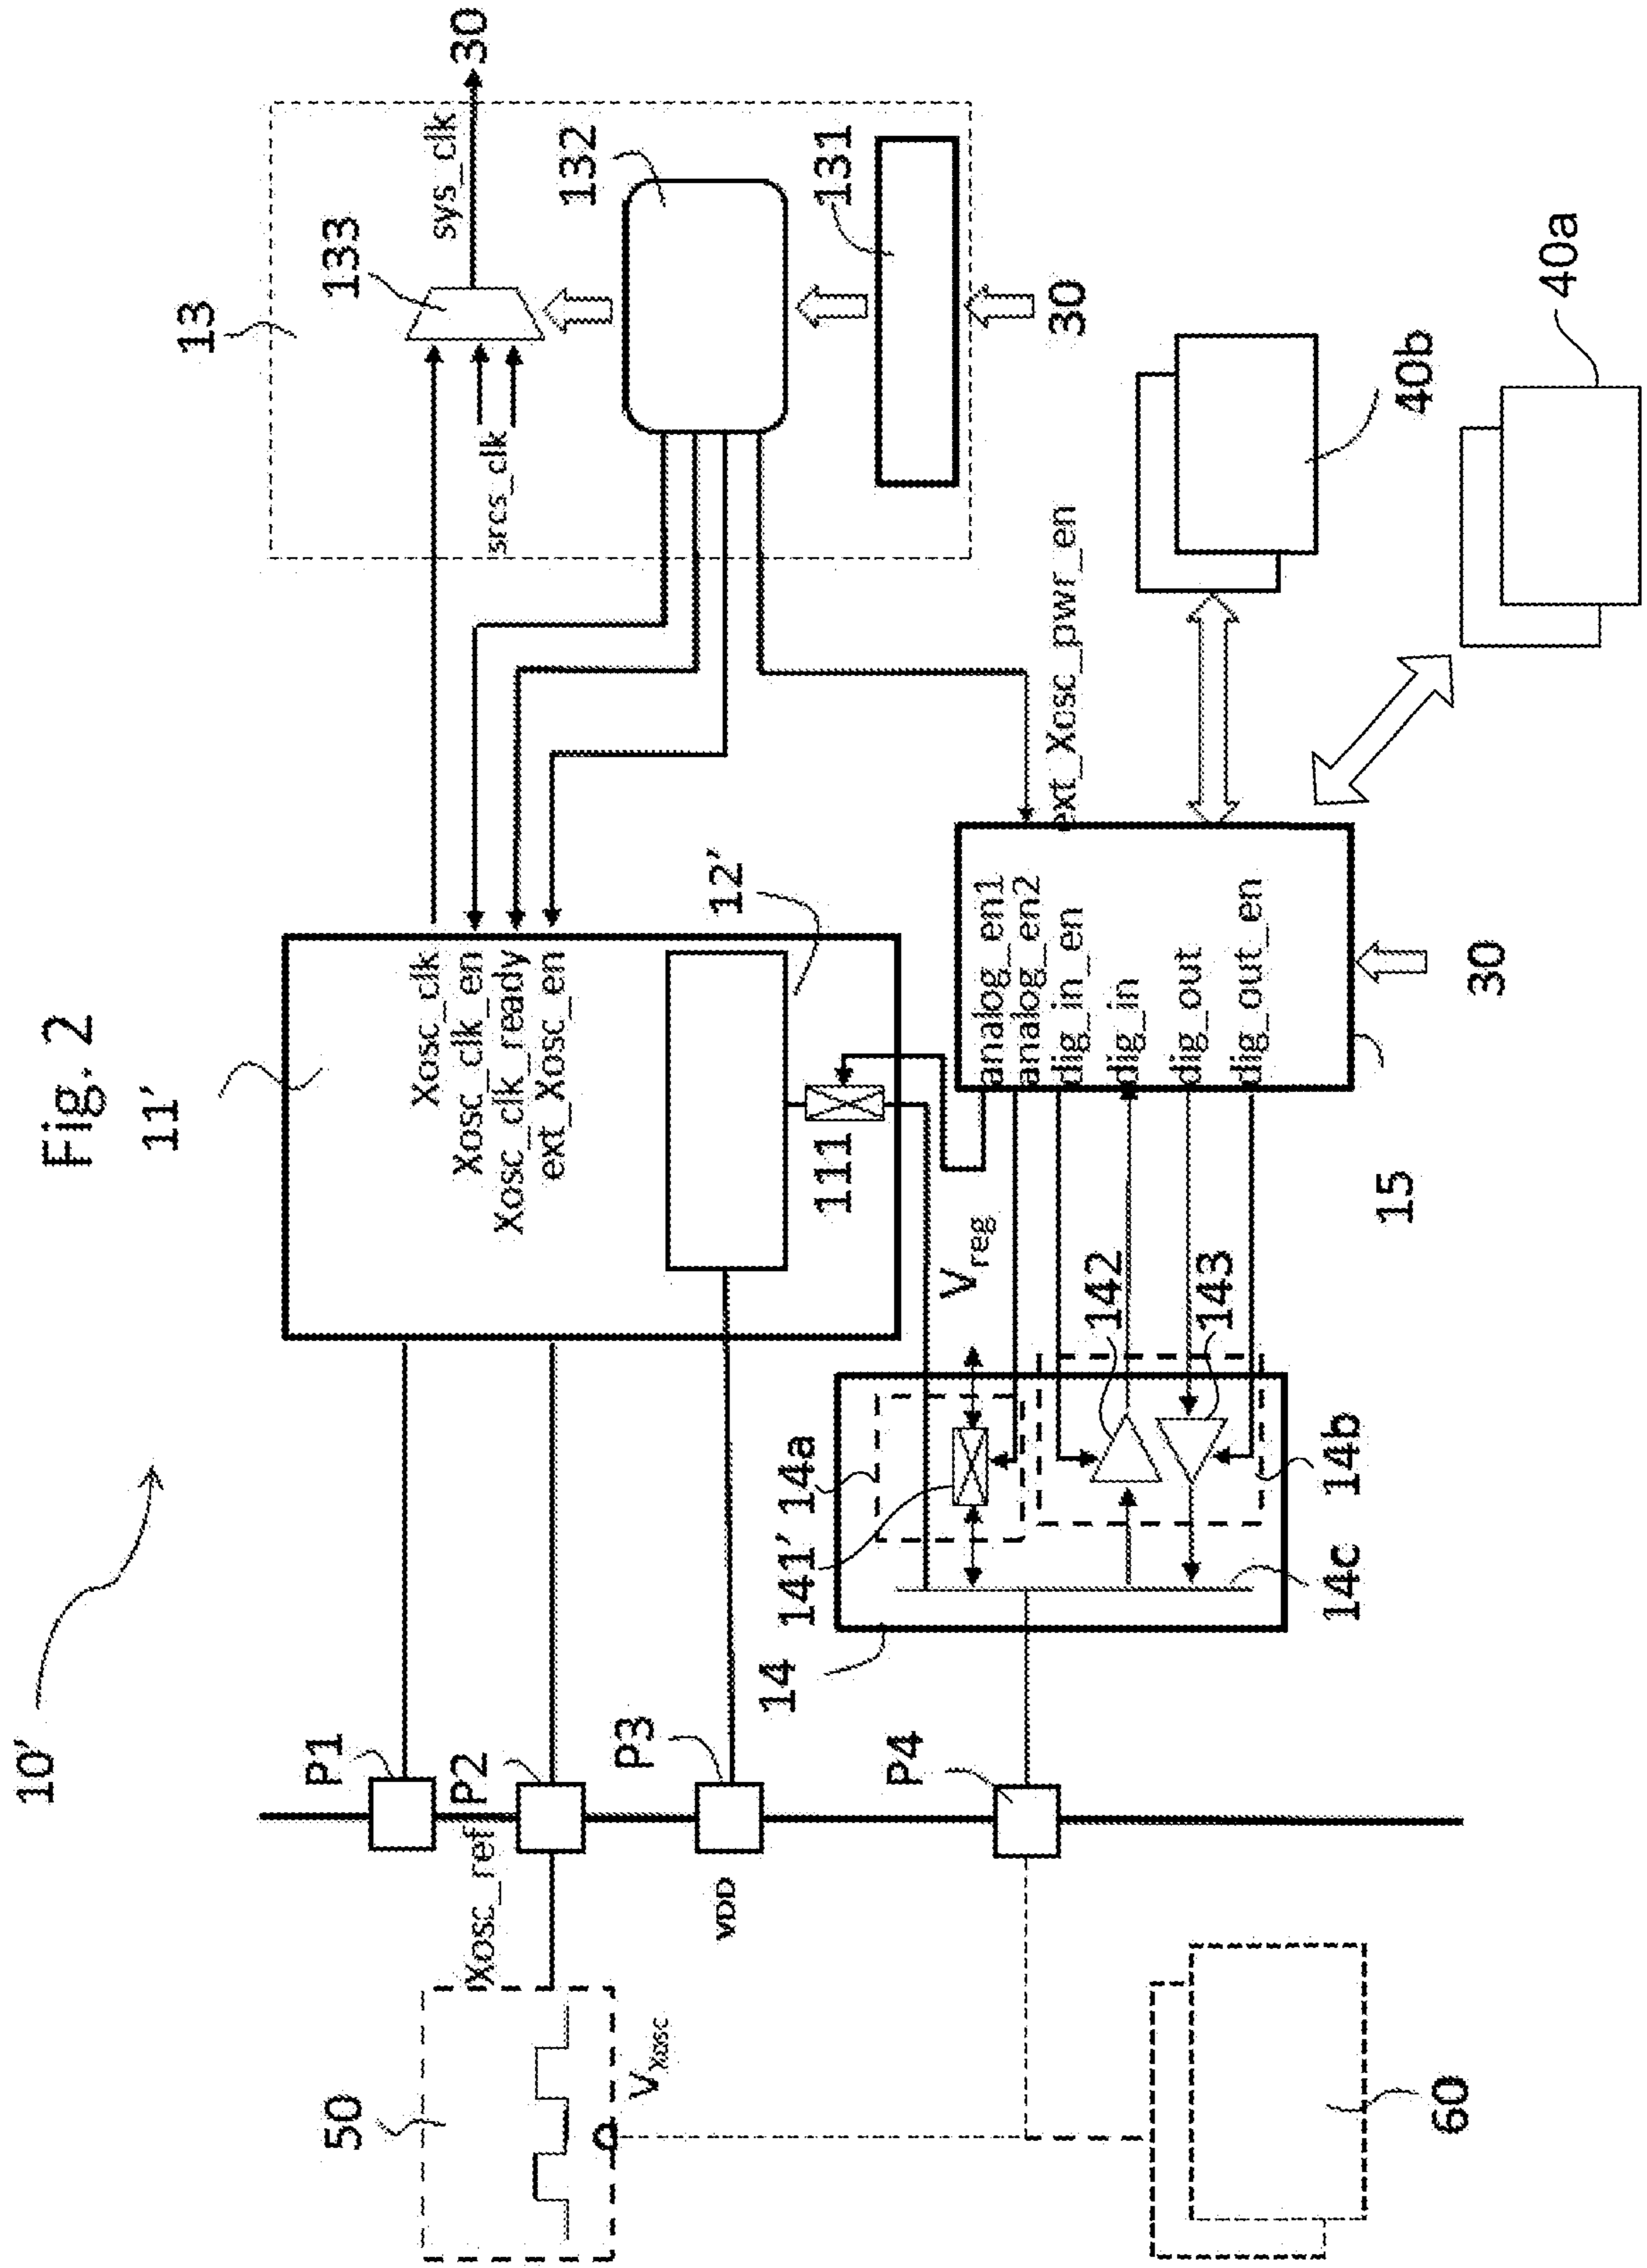 Fig. 2
10'
11'
13
133
sys_clk
30
132
131
30
srcs_clk
Xosc_clk
Xosc_clk_en
Xosc_clk_ready
ext_Xosc_en
12'
111
P1
P2
Xosc_ref
P3
VDD
P4
50
VXosc
60
14
141'
14a
14b
14c
142
143
Vreg
analog_en1
analog_en2
dig_in_en
dig_in
dig_out
dig_out_en
15
30
ext_Xosc_pwr_en
40b
40a